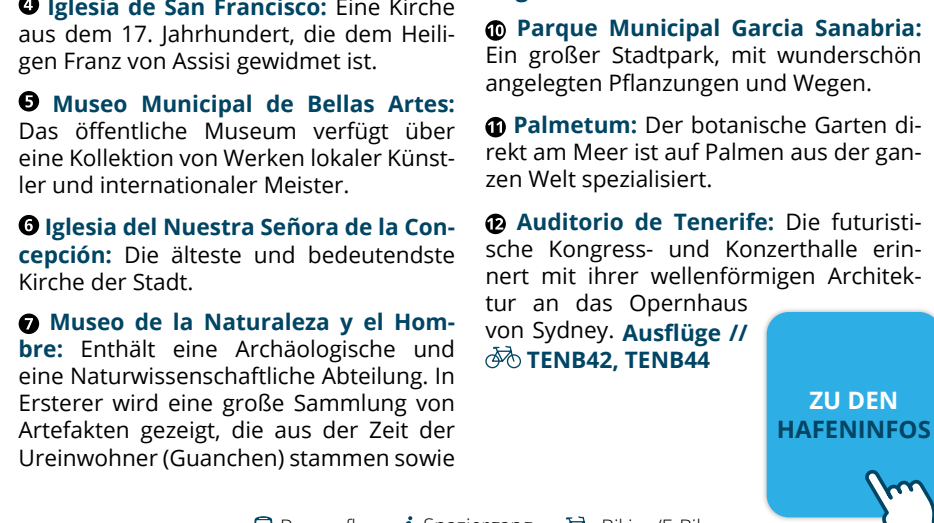 ❹ Iglesia de San Francisco: Eine Kirche
aus dem 17. Jahrhundert, die dem Heili-
gen Franz von Assisi gewidmet ist.
❺ Museo Municipal de Bellas Artes:
Das öffentliche Museum verfügt über
eine Kollektion von Werken lokaler Künst-
ler und internationaler Meister.
❻ Iglesia del Nuestra Señora de la Con-
cepción: Die älteste und bedeutendste
Kirche der Stadt.
❼ Museo de la Naturaleza y el Hom-
bre: Enthält eine Archäologische und
eine Naturwissenschaftliche Abteilung. In
Ersterer wird eine große Sammlung von
Artefakten gezeigt, die aus der Zeit der
Ureinwohner (Guanchen) stammen sowie
❿ Parque Municipal Garcia Sanabria:
Ein großer Stadtpark, mit wunderschön
angelegten Pflanzungen und Wegen.
⓫ Palmetum: Der botanische Garten di-
rekt am Meer ist auf Palmen aus der gan-
zen Welt spezialisiert.
⓬ Auditorio de Tenerife: Die futuristi-
sche Kongress- und Konzerthalle erin-
nert mit ihrer wellenförmigen Architek-
tur an das Opernhaus
von Sydney. Ausflüge //
TENB42, TENB44
ZU DEN
HAFENINFOS